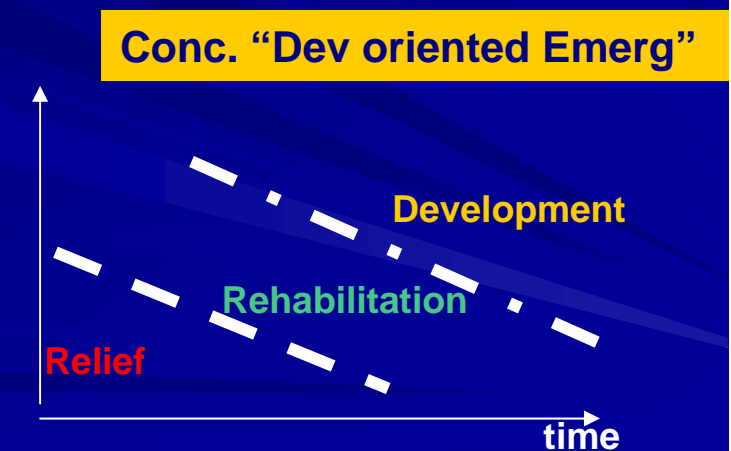 Conc. “Dev oriented Emerg”
Development
Rehabilitation
Relief
time